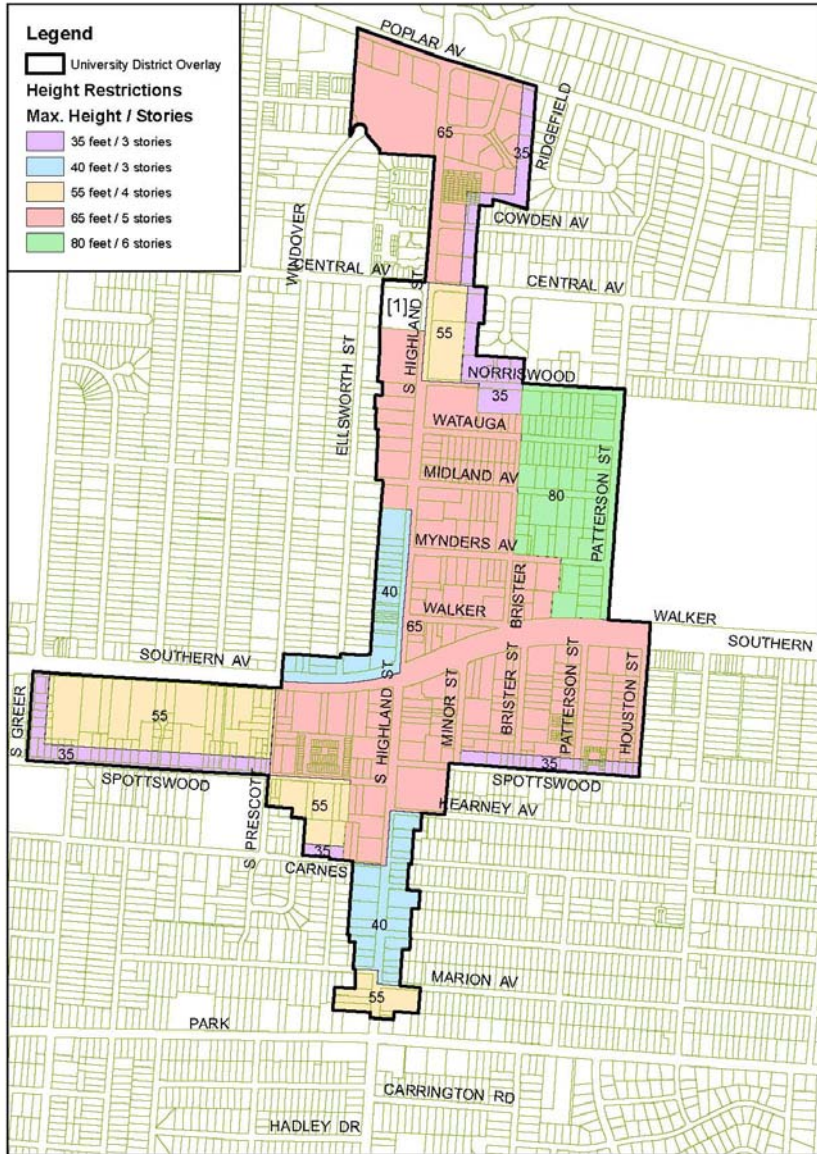 Legend
University District Overlay
Height Restrictions
Max. Height / Stories
35 feet / 3 stories
40 feet / 3 stories
55 feet / 4 stories
65 feet / 5 stories
80 feet / 6 stories
POPLAR AV
65
35
RIDGEFIELD
WINDOVER
COWDEN AV
CENTRAL AV
CENTRAL AV
[1]
S HIGHLAND ST
55
ELLSWORTH ST
NORRISWOOD
35
WATAUGA
MIDLAND AV
80
PATTERSON ST
MYNDERS AV
40
WALKER
BRISTER
65
WALKER
SOUTHERN
SOUTHERN AV
S GREER
55
35
SPOTTSWOOD
S HIGHLAND ST
MINOR ST
BRISTER ST
PATTERSON ST
HOUSTON ST
35
SPOTTSWOOD
S PRESCOT
55
KEARNEY AV
35
CARNES
40
MARION AV
55
PARK
CARRINGTON RD
HADLEY DR